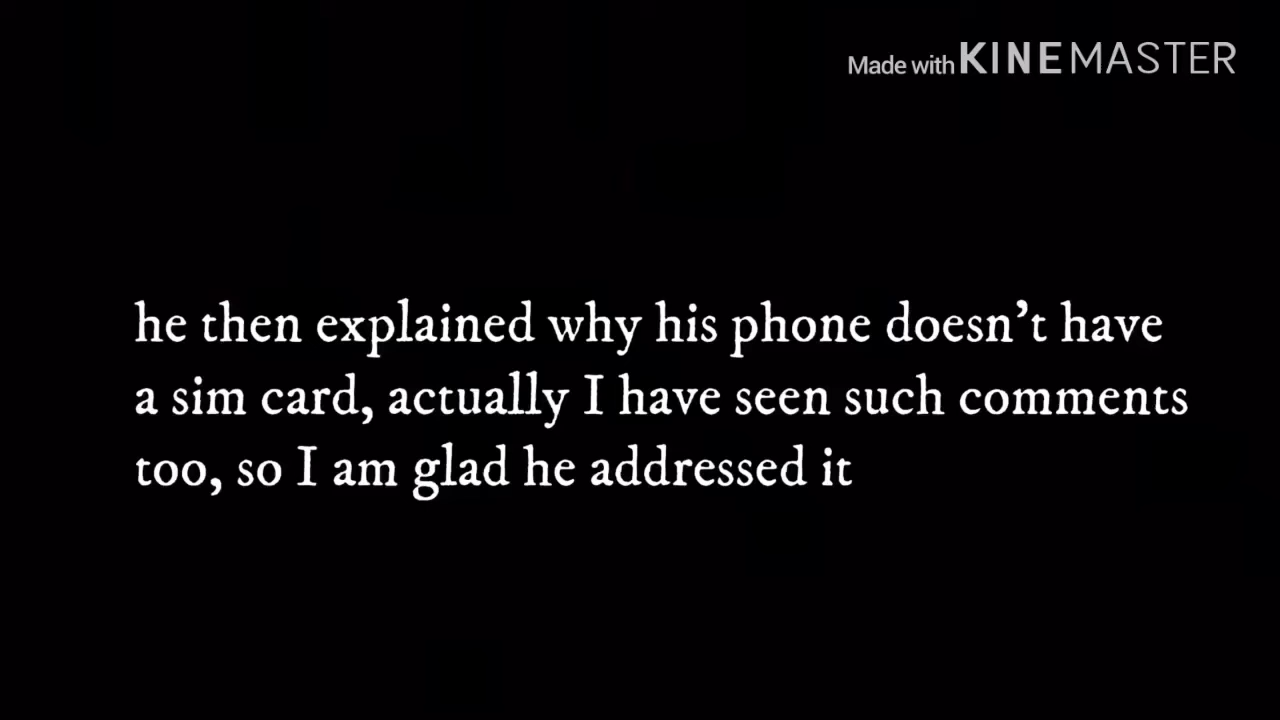 Made with KINEMASTER
he then explained why his phone doesn't have
a sim card, actually I have seen such comments
too, so I am glad he addressed it